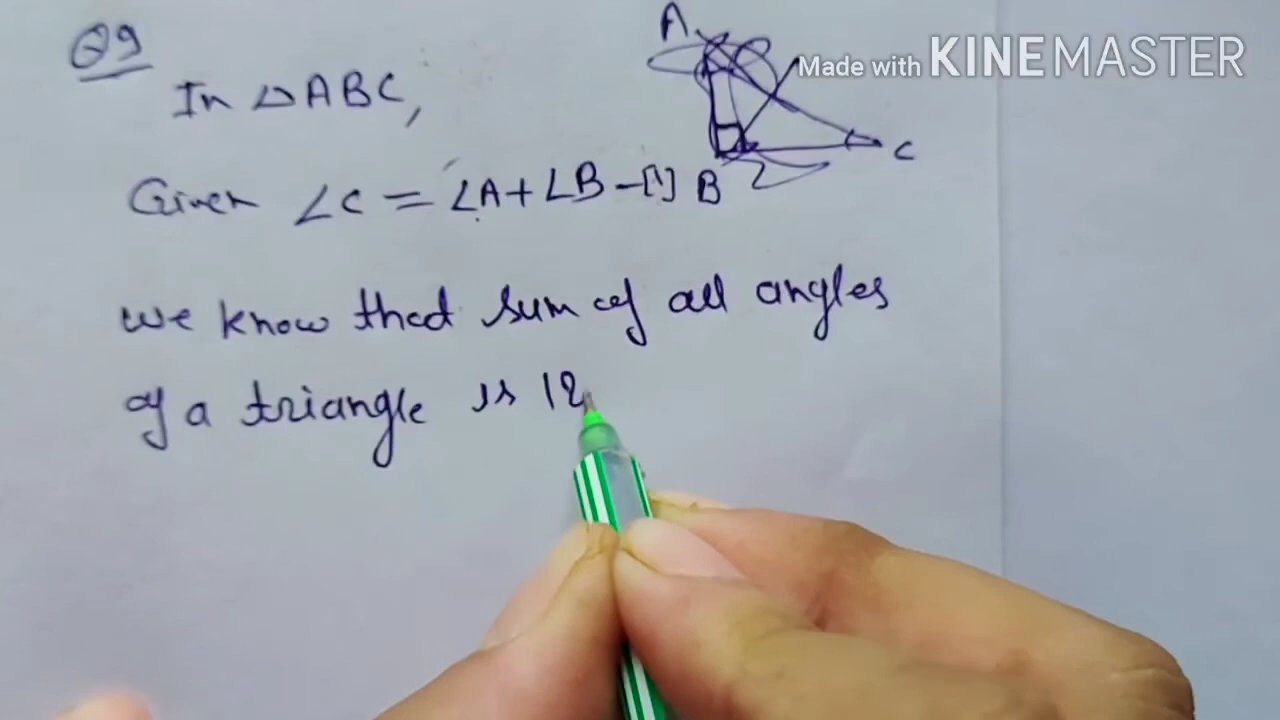 Q9
Made with KINEMASTER
A
In △ABC,
C
Given ∠C = ∠A + ∠B -[1]
B
we know that sum of all angles
of a triangle is 18